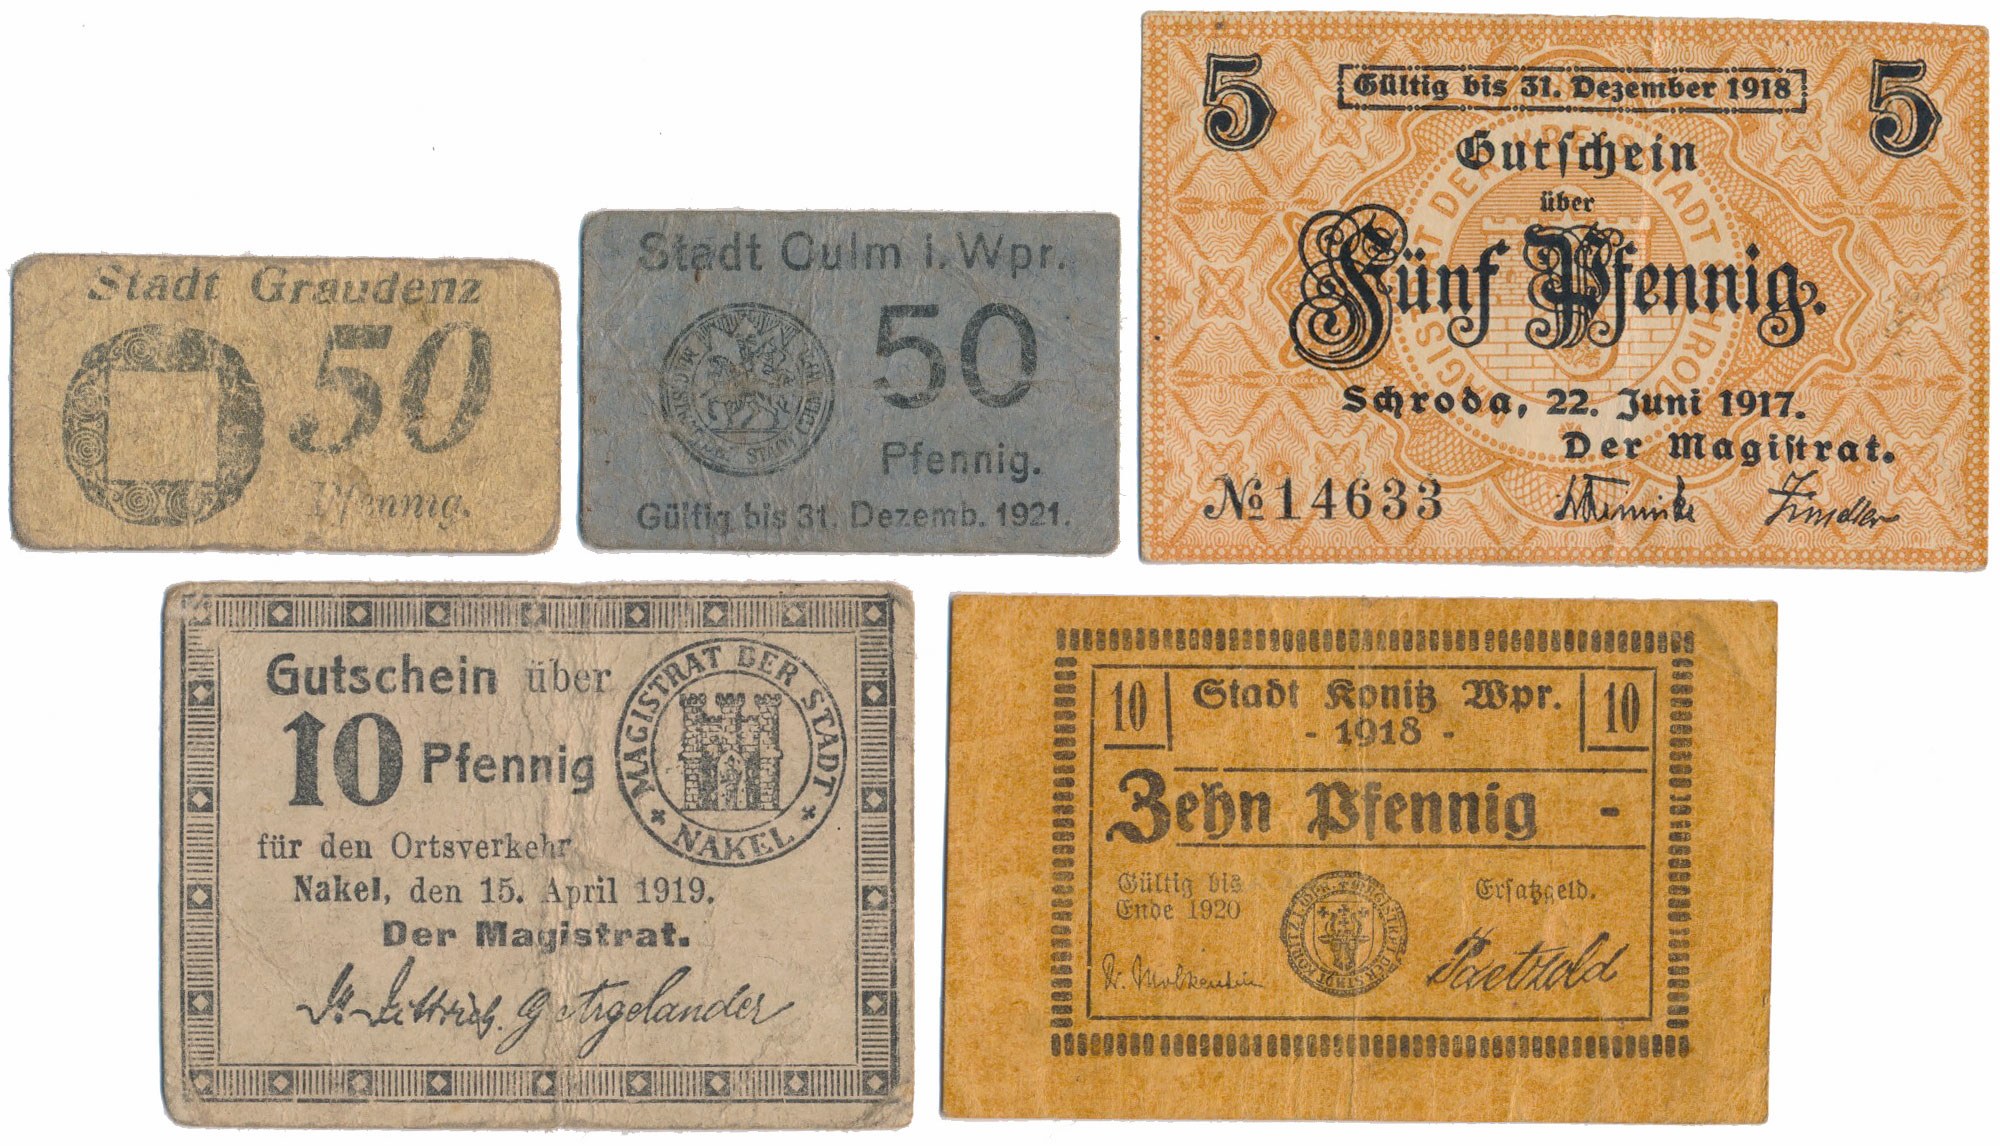 Stadt Graudenz
50
Pfennig.
Stadt Culm i. Wpr.
50
Pfennig.
Gültig bis 31. Dezemb. 1921.
5
Gültig bis 31. Dezember 1918
5
Gutschein
über
Fünf Pfennig.
Schroda, 22. Juni 1917.
Der Magistrat.
№ 14633
Gutschein über
10 Pfennig
für den Ortsverkehr
Nakel, den 15. April 1919.
Der Magistrat.
MAGISTRAT DER STADT
NAKEL
Argelander
10
Stadt Konitz Wpr.
10
- 1918 -
Zehn Pfennig -
Gültig bis
Ende 1920
Ersatzgeld.
Paetzold